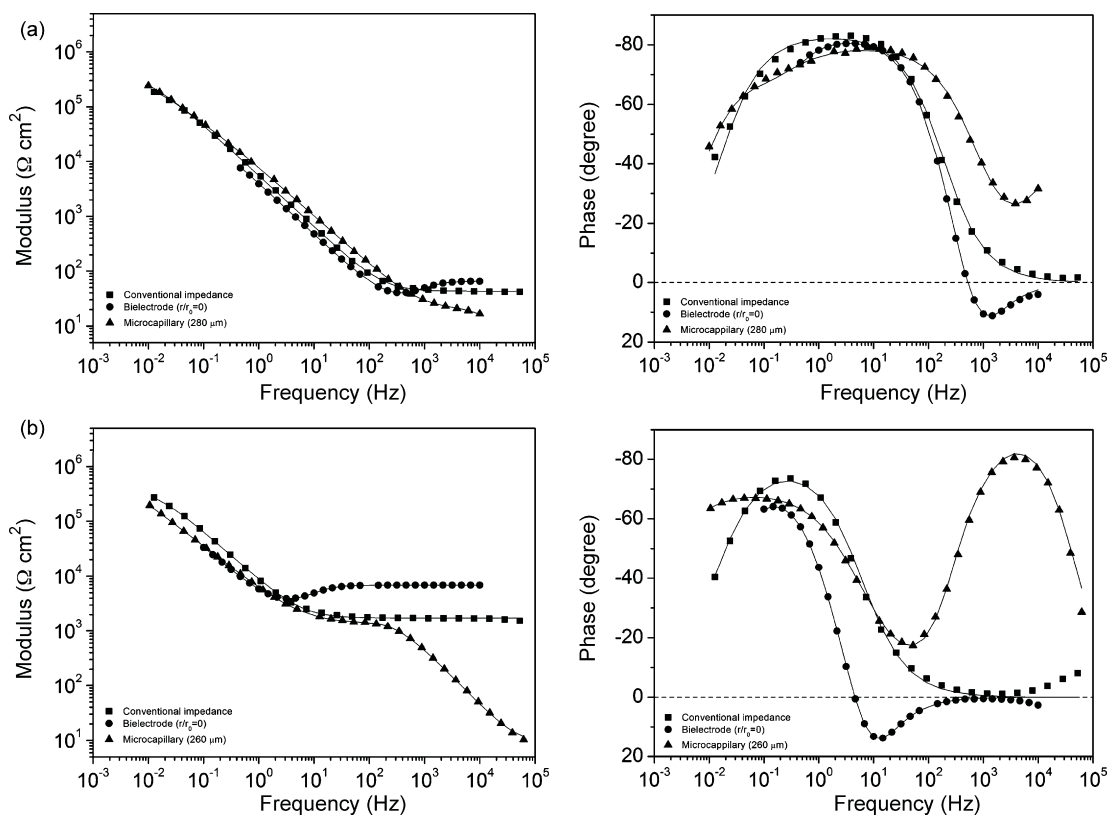 (a)
Modulus (Ω cm²)
10⁶
10⁵
10⁴
10³
10²
10¹
Conventional impedance
Bielectrode (r/r₀=0)
Microcapillary (280 μm)
10⁻³ 10⁻² 10⁻¹ 10⁰ 10¹ 10² 10³ 10⁴ 10⁵
Frequency (Hz)
Phase (degree)
-80
-60
-40
-20
0
20
Conventional impedance
Bielectrode (r/r₀=0)
Microcappilary (280 μm)
10⁻³ 10⁻² 10⁻¹ 10⁰ 10¹ 10² 10³ 10⁴ 10⁵
Frequency (Hz)
(b)
Modulus (Ω cm²)
10⁶
10⁵
10⁴
10³
10²
10¹
Conventional impedance
Bielectrode (r/r₀=0)
Microcapillary (260 μm)
10⁻³ 10⁻² 10⁻¹ 10⁰ 10¹ 10² 10³ 10⁴ 10⁵
Frequency (Hz)
Phase (degree)
-80
-60
-40
-20
0
20
Conventional impedance
Bielectrode (r/r₀=0)
Microcappilary (260 μm)
10⁻³ 10⁻² 10⁻¹ 10⁰ 10¹ 10² 10³ 10⁴ 10⁵
Frequency (Hz)